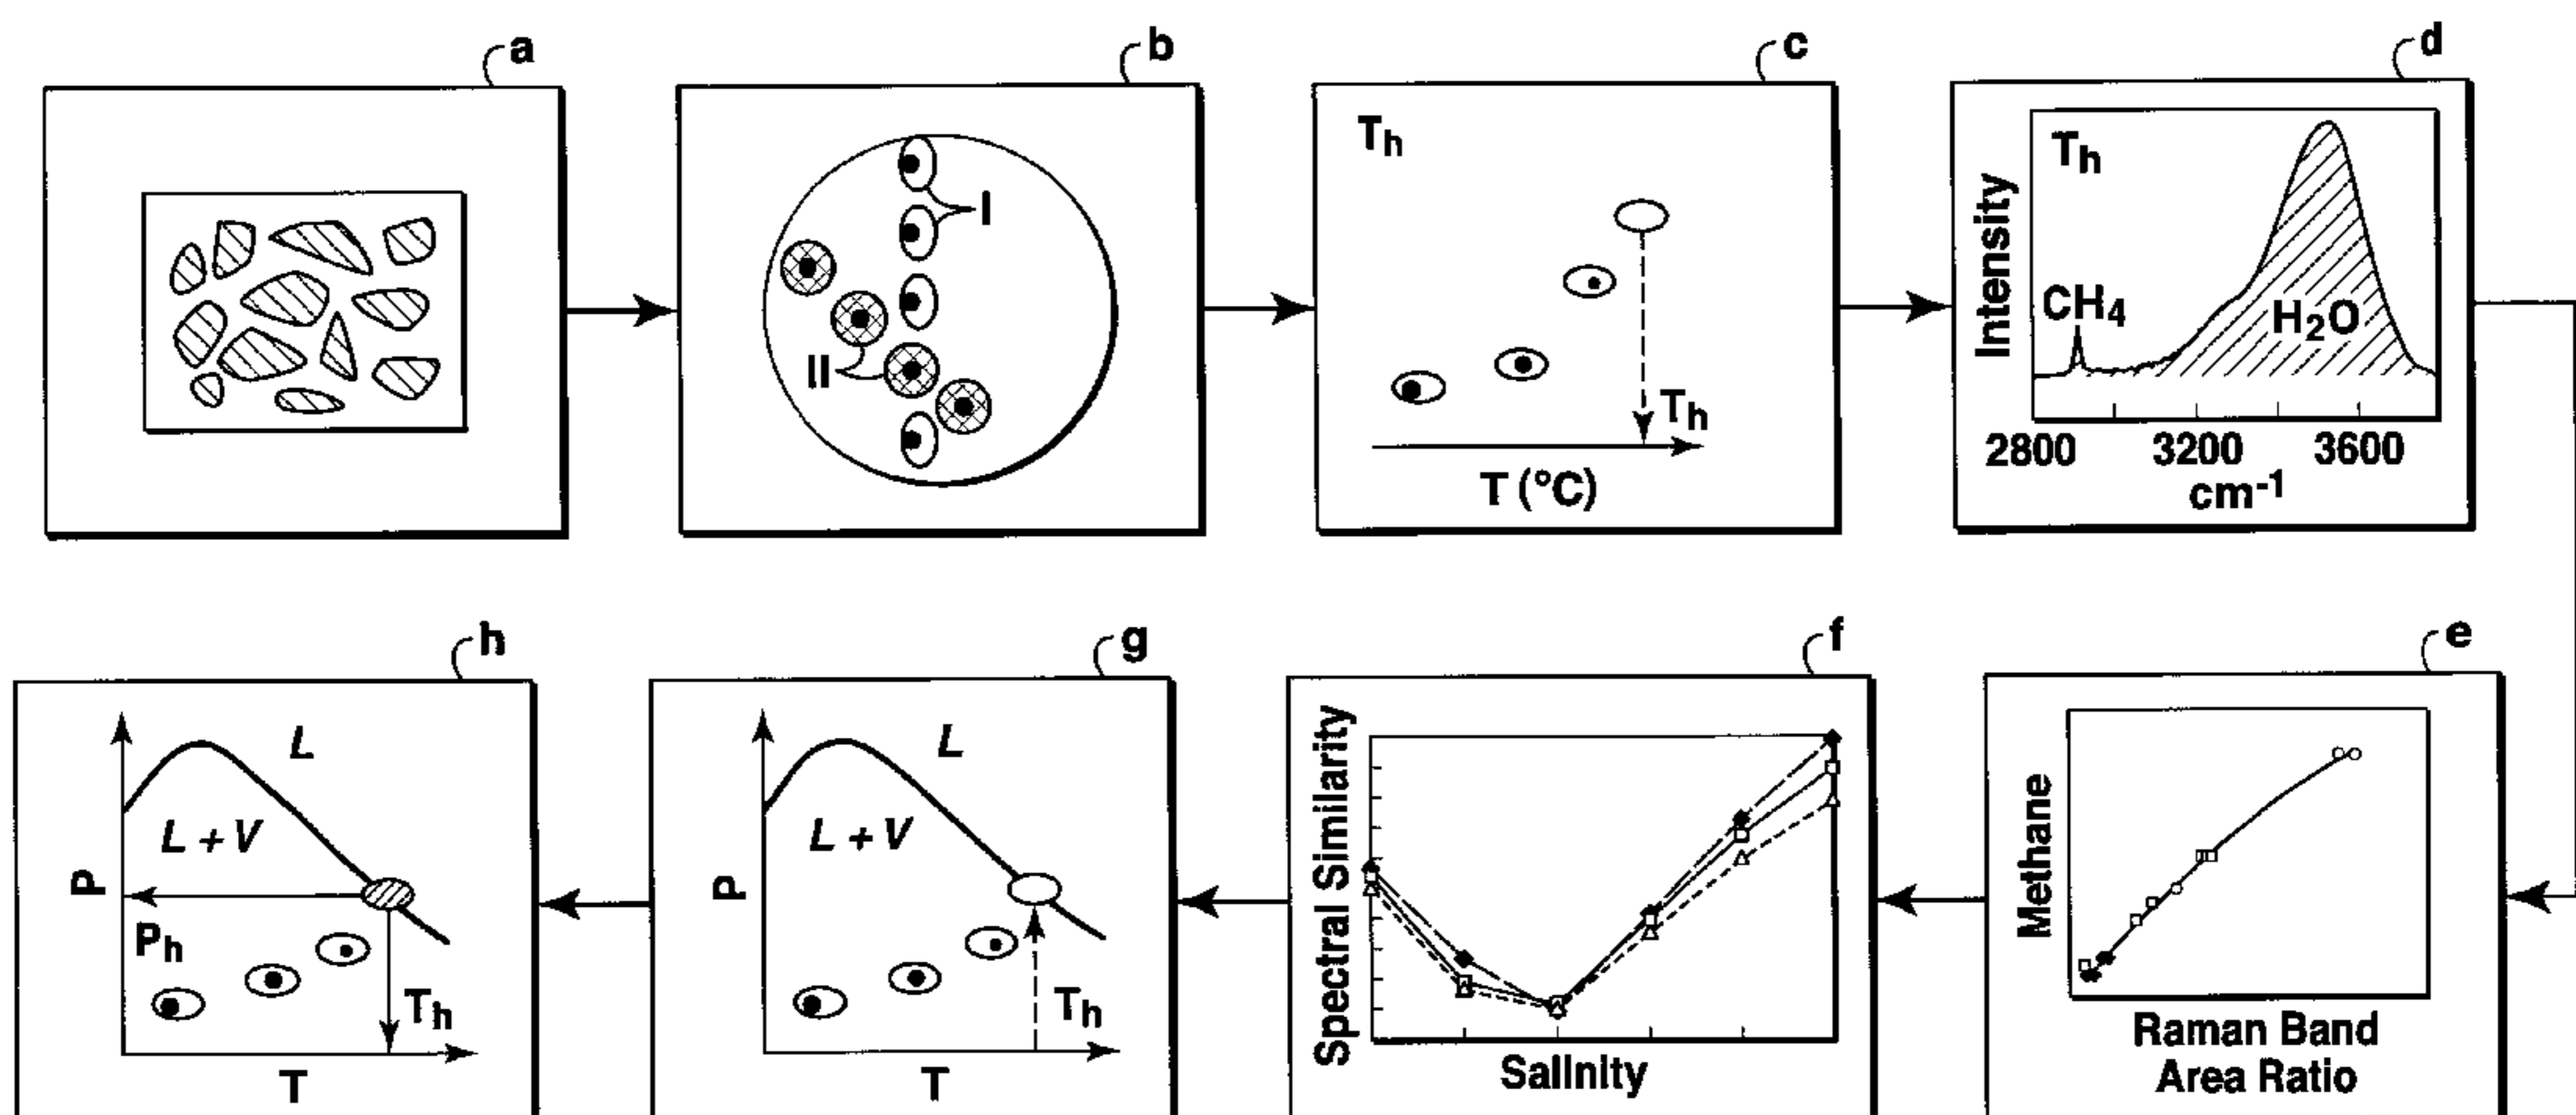 a
b
c
d
I
II
Th
Th
T (°C)
Intensity
Th
CH4
H2O
2800 3200 3600
cm-1
h
g
f
e
P
L
L + V
Ph
Th
T
P
L
L + V
Th
T
Spectral Similarity
Salinity
Methane
Raman Band
Area Ratio